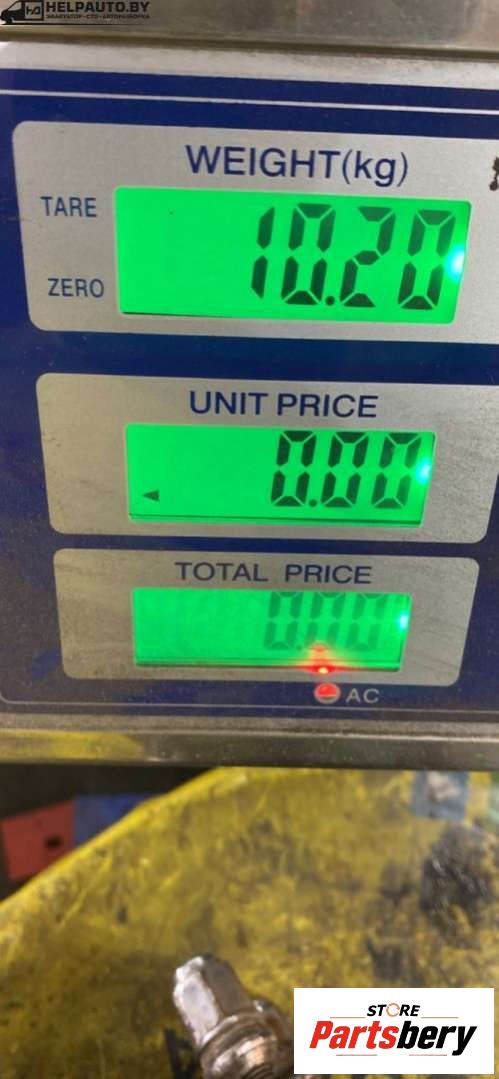 HELPAUTO.BY
ЭВАКУАТОР•СТО•АВТОРАЗБОРКА
WEIGHT(kg)
TARE
10.20
ZERO
UNIT PRICE
0.00
TOTAL PRICE
0.00
AC
STORE
Partsbery